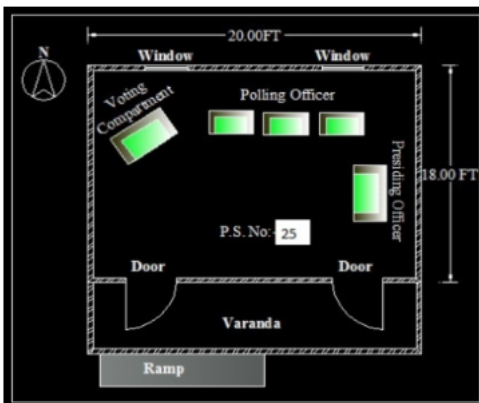 20.00FT
N
Window
Window
Voting
Compartment
Polling Officer
Presiding Officer
18.00 FT
P.S. No:- 25
Door
Door
Varanda
Ramp